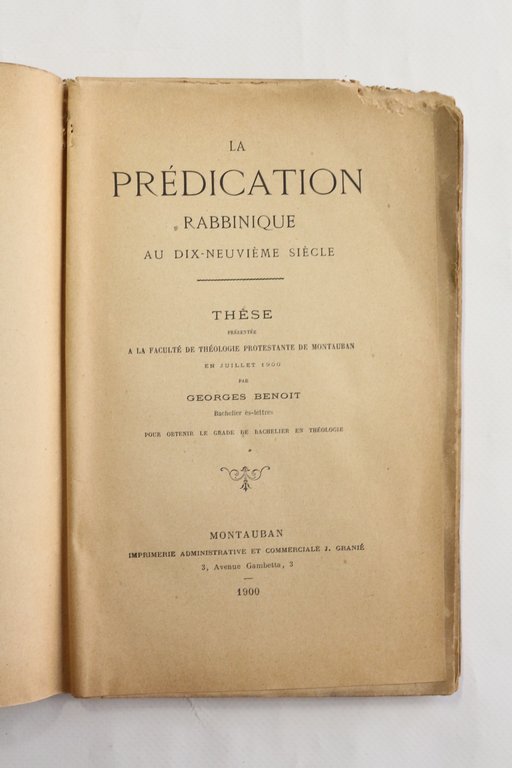 LA
PRÉDICATION
RABBINIQUE
AU DIX-NEUVIÈME SIÈCLE
THÈSE
PRÉSENTÉE
A LA FACULTÉ DE THÉOLOGIE PROTESTANTE DE MONTAUBAN
EN JUILLET 1900
PAR
GEORGES BENOIT
Bachelier ès-lettres
POUR OBTENIR LE GRADE DE BACHELIER EN THÉOLOGIE
MONTAUBAN
IMPRIMERIE ADMINISTRATIVE ET COMMERCIALE J. GRANIÉ
3, Avenue Gambetta, 3
1900